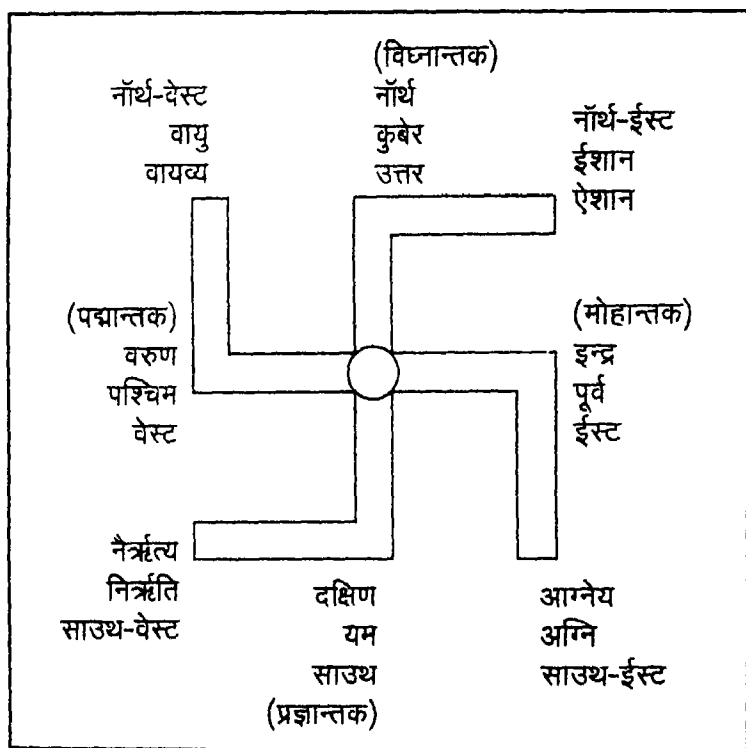 (विघ्नान्तक)
नॉर्थ
कुबेर
उत्तर
नॉर्थ-वेस्ट
वायु
वायव्य
नॉर्थ-ईस्ट
ईशान
ऐशान
(पद्मान्तक)
वरुण
पश्चिम
वेस्ट
(मोहान्तक)
इन्द्र
पूर्व
ईस्ट
नैर्ऋत्य
निर्ऋति
साउथ-वेस्ट
दक्षिण
यम
साउथ
(प्रज्ञान्तक)
आग्नेय
अग्नि
साउथ-ईस्ट